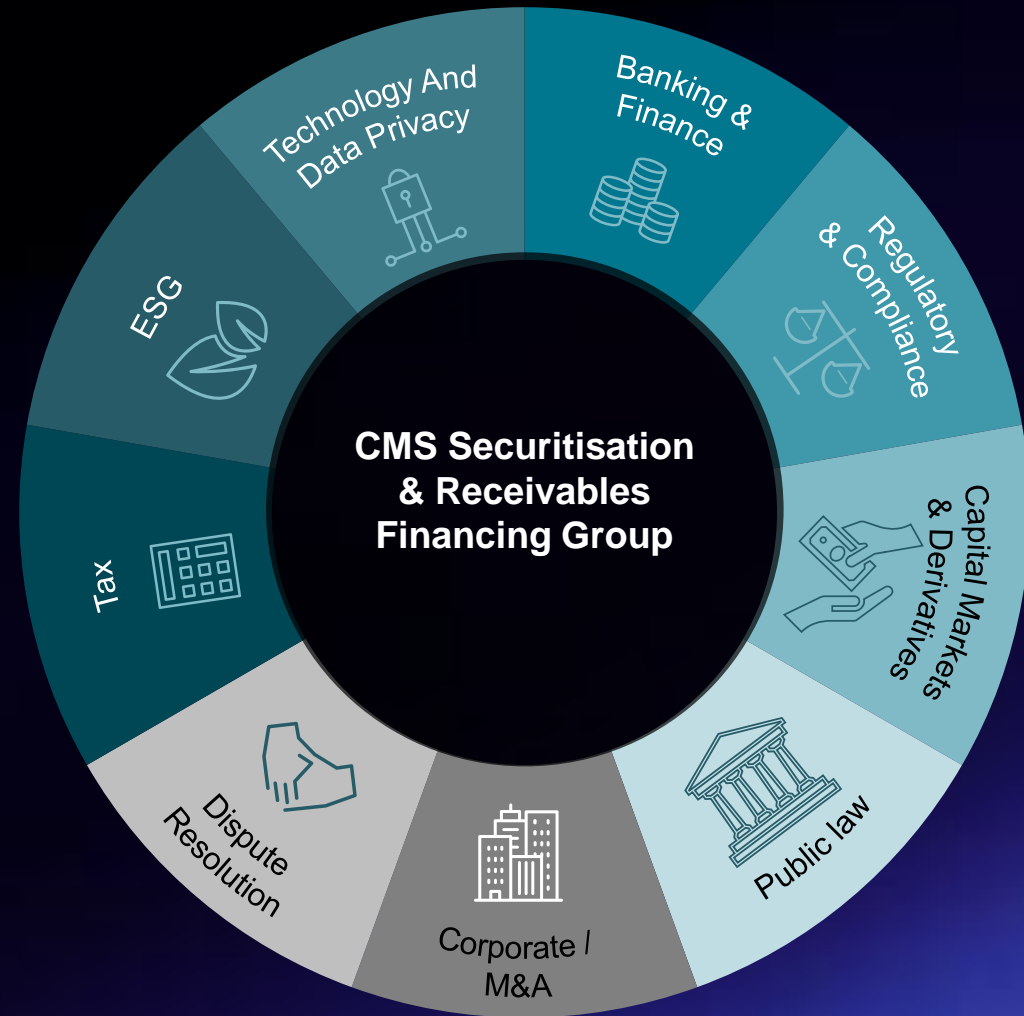 CMS Securitisation
& Receivables
Financing Group
Banking &
Finance
Regulatory
& Compliance
Capital Markets
& Derivatives
Public law
Corporate /
M&A
Dispute
Resolution
Tax
ESG
Technology And
Data Privacy